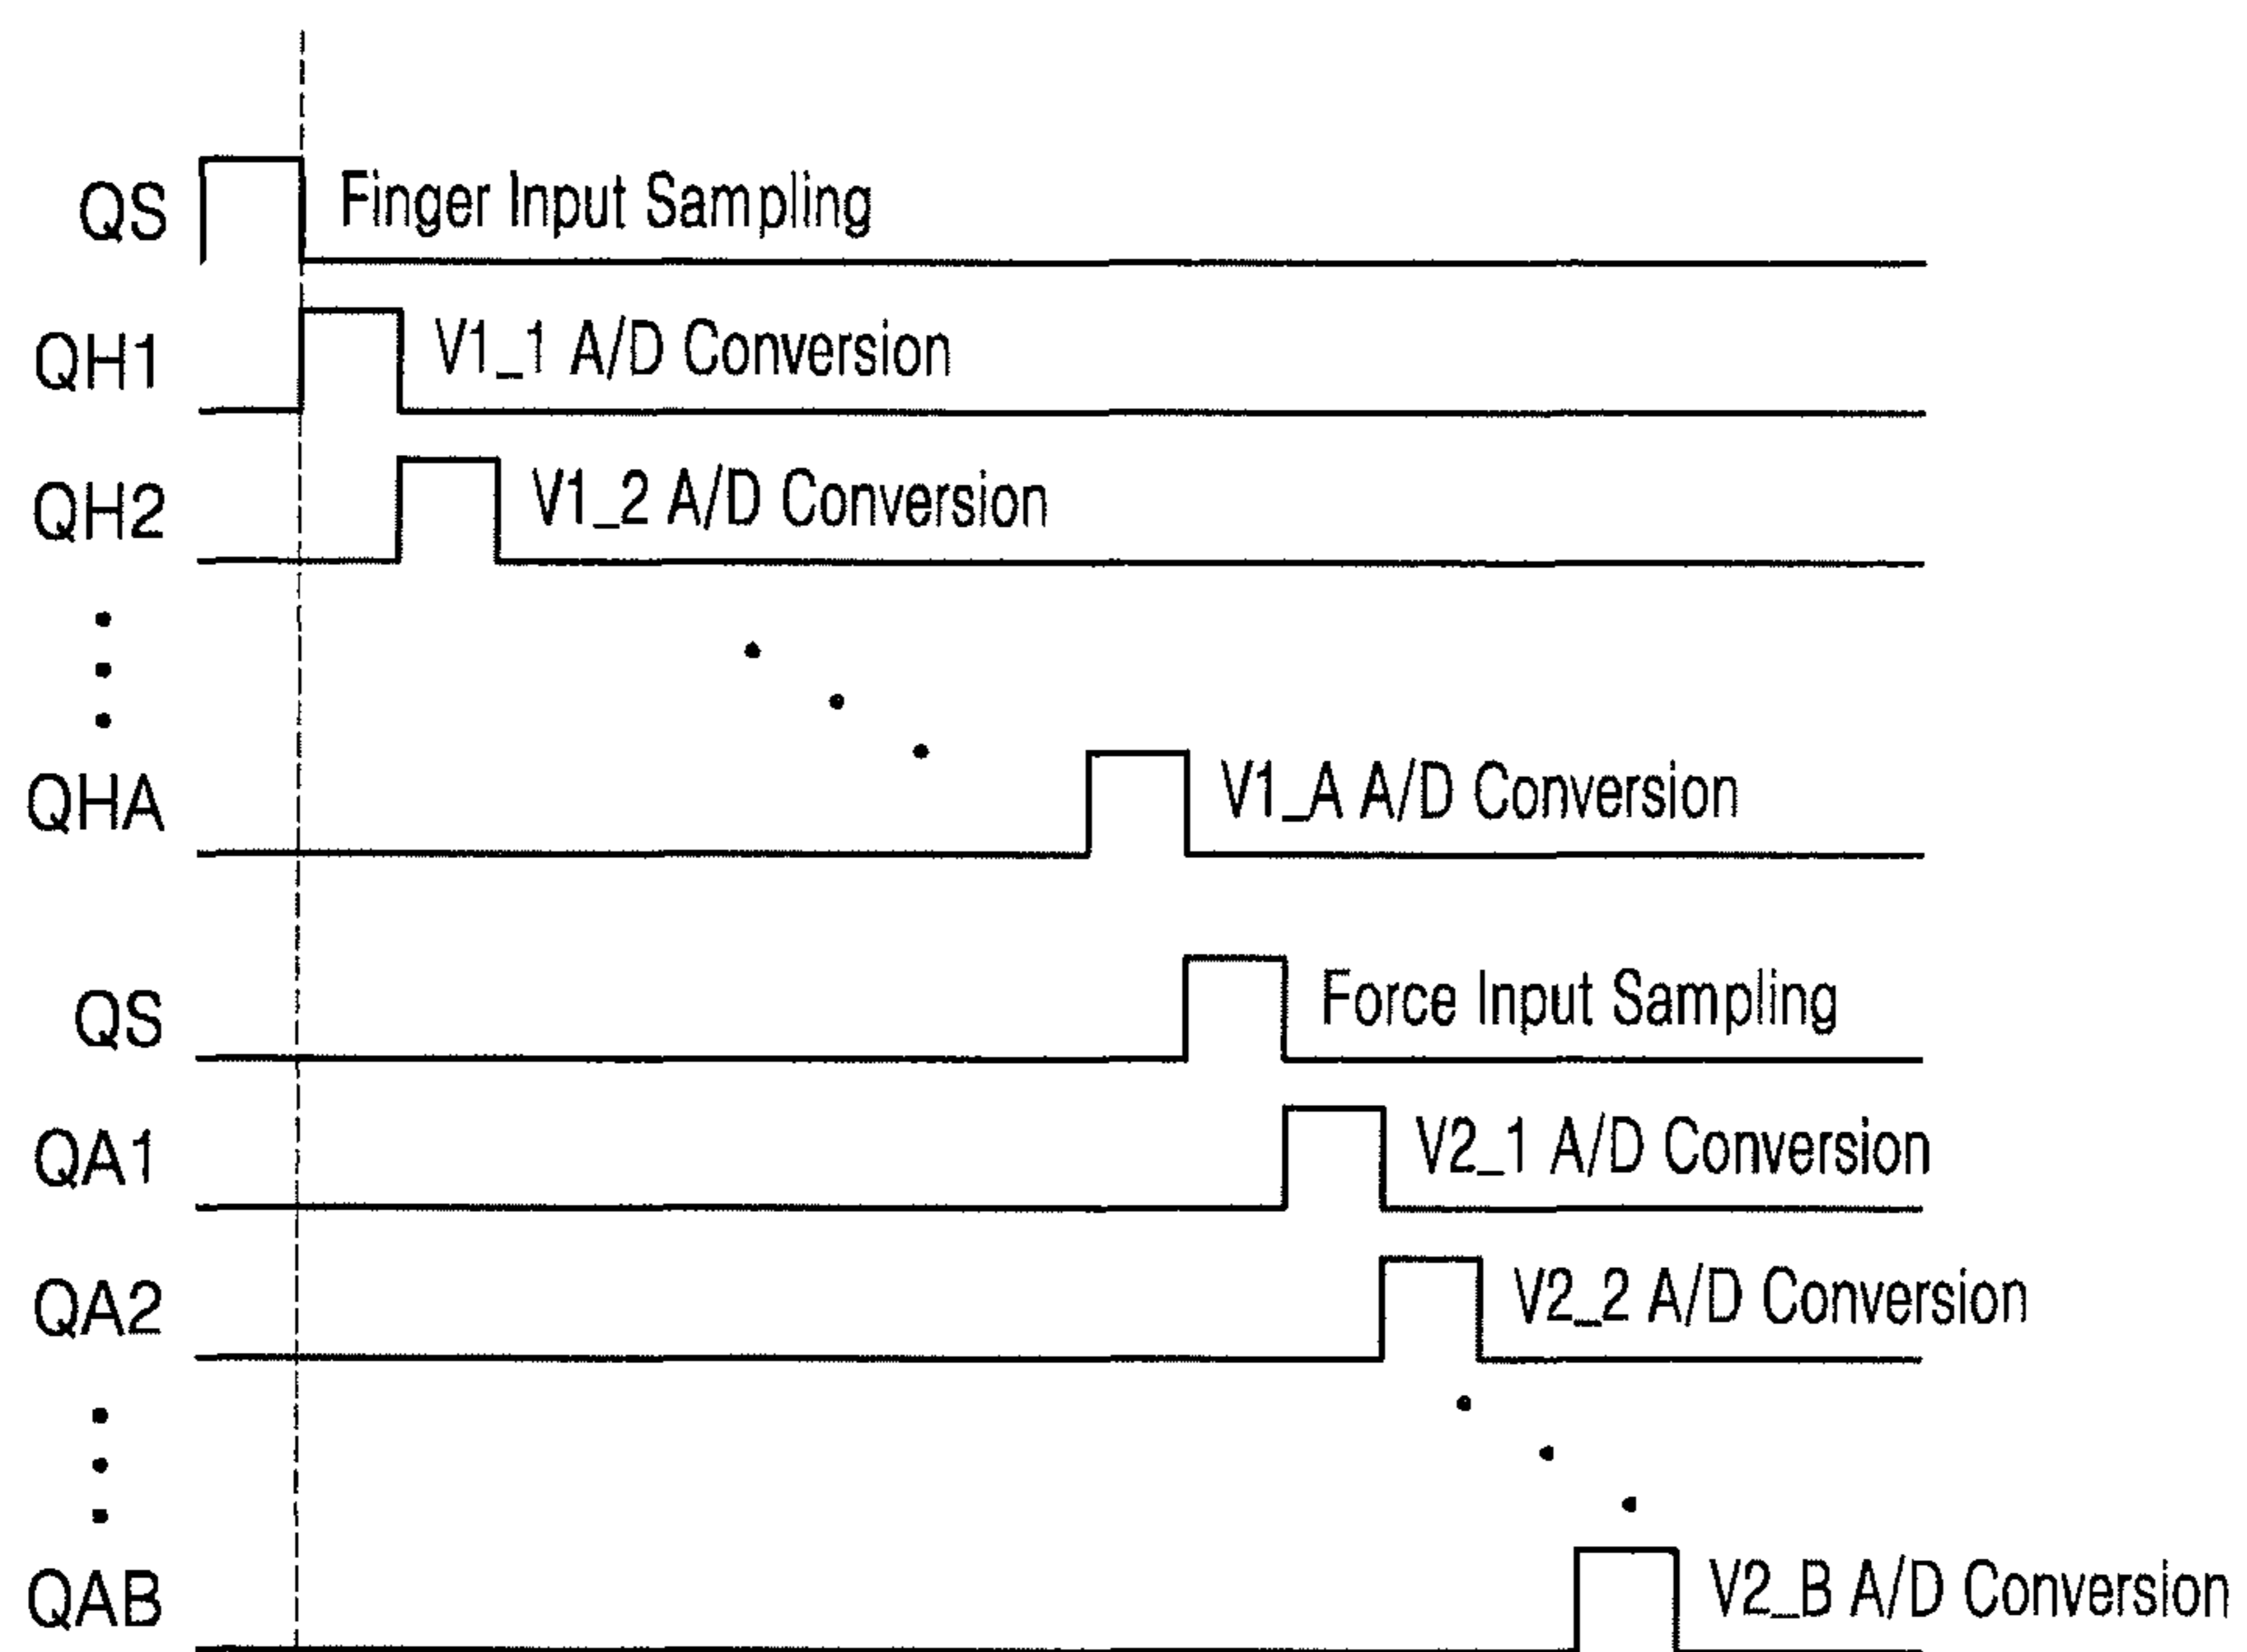 QS Finger Input Sampling
QH1 V1_1 A/D Conversion
QH2 V1_2 A/D Conversion
QHA V1_A A/D Conversion
QS Force Input Sampling
QA1 V2_1 A/D Conversion
QA2 V2_2 A/D Conversion
QAB V2_B A/D Conversion